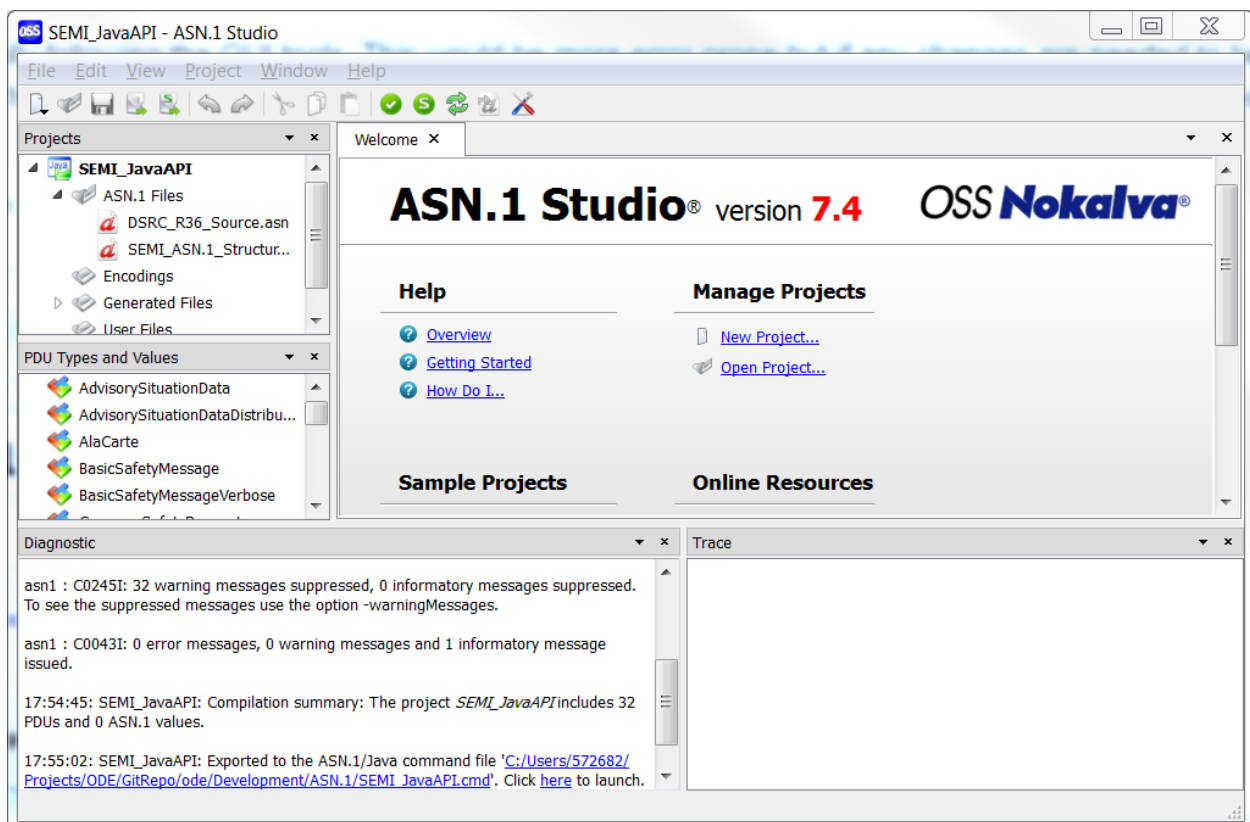 oss SEMI_JavaAPI - ASN.1 Studio
File Edit View Project Window Help
Projects
SEMI_JavaAPI
ASN.1 Files
DSRC_R36_Source.asn
SEMI_ASN.1_Structur...
Encodings
Generated Files
User Files
PDU Types and Values
AdvisorySituationData
AdvisorySituationDataDistribu...
AlaCarte
BasicSafetyMessage
BasicSafetyMessageVerbose
Welcome
ASN.1 Studio® version 7.4 OSS Nokalva®
Help
Overview
Getting Started
How Do I...
Manage Projects
New Project...
Open Project...
Sample Projects
Online Resources
Diagnostic
asn1 : C0245I: 32 warning messages suppressed, 0 informatory messages suppressed.
To see the suppressed messages use the option -warningMessages.
asn1 : C0043I: 0 error messages, 0 warning messages and 1 informatory message
issued.
17:54:45: SEMI_JavaAPI: Compilation summary: The project SEMI_JavaAPI includes 32
PDUs and 0 ASN.1 values.
17:55:02: SEMI_JavaAPI: Exported to the ASN.1/Java command file 'C:/Users/572682/
Projects/ODE/GitRepo/ode/Development/ASN.1/SEMI_JavaAPI.cmd'. Click here to launch.
Trace